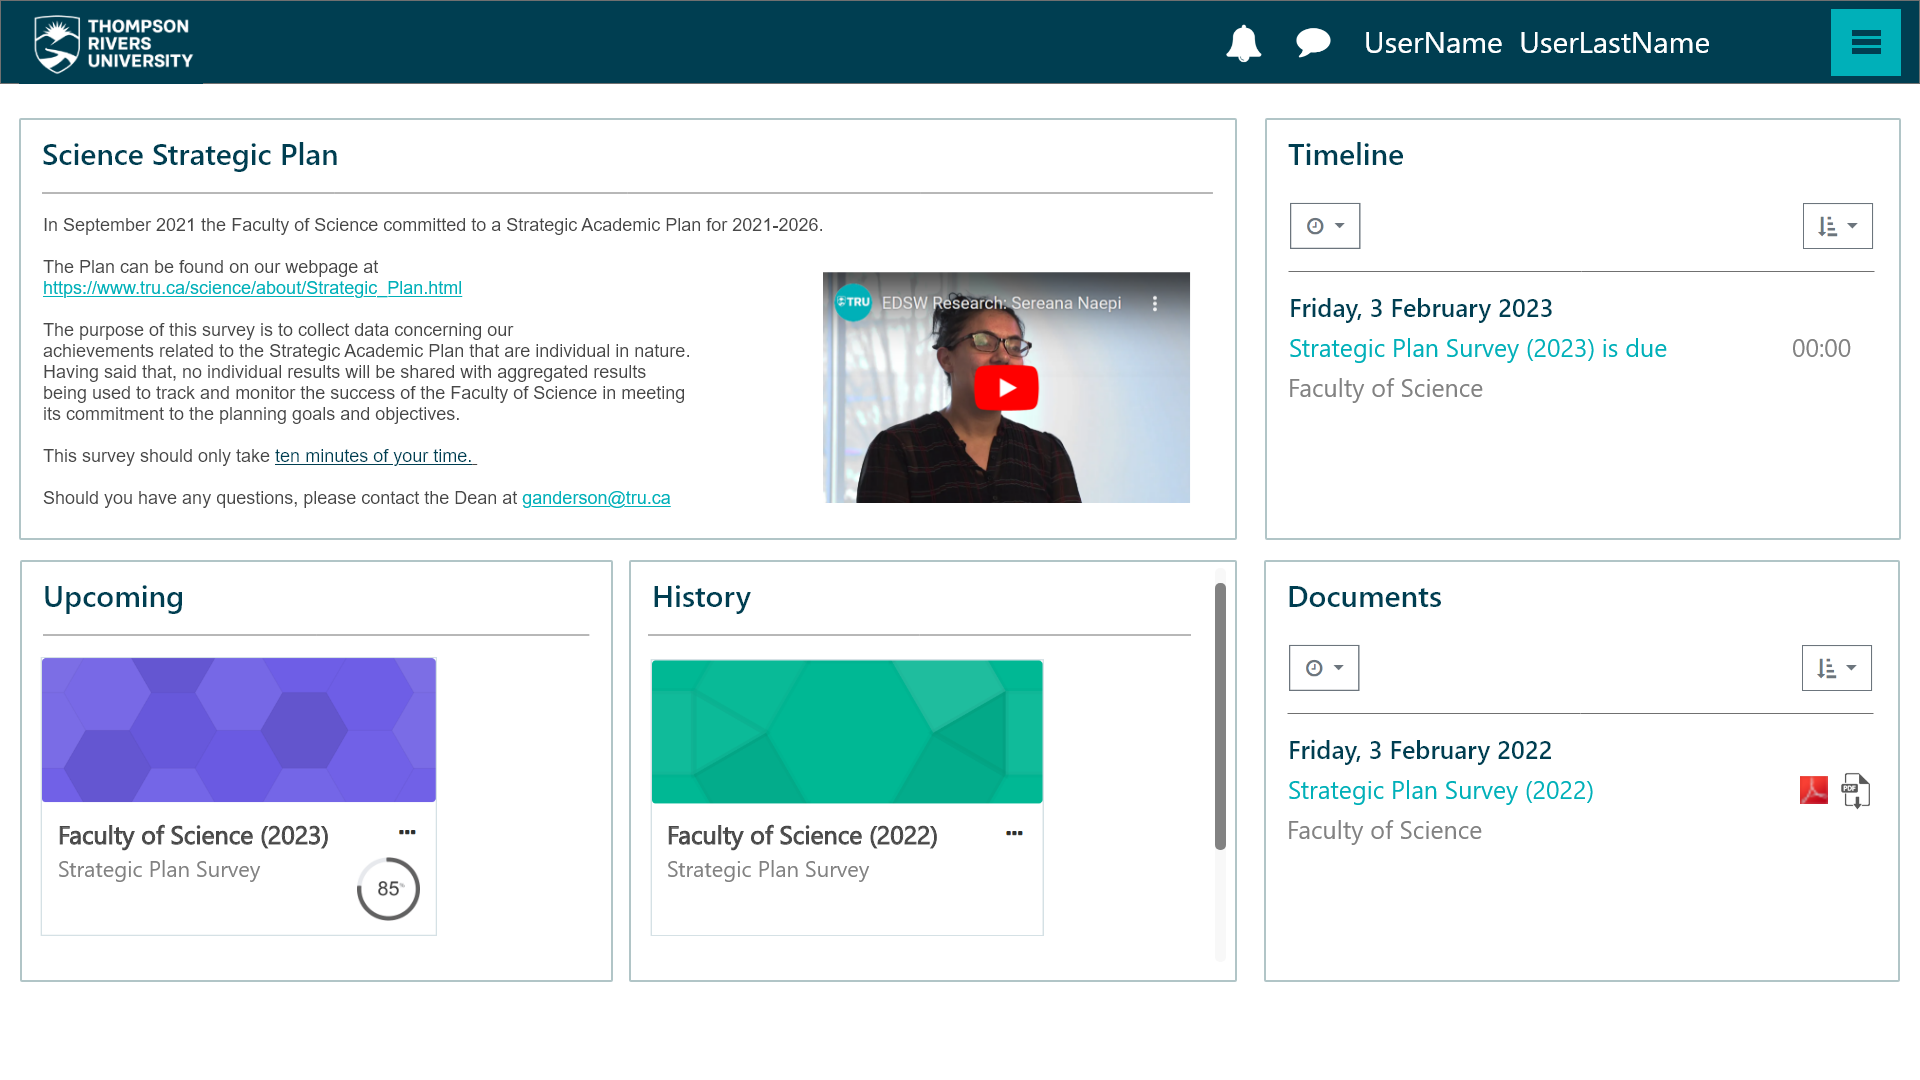 THOMPSON
RIVERS
UNIVERSITY
UserName UserLastName
Science Strategic Plan
In September 2021 the Faculty of Science committed to a Strategic Academic Plan for 2021-2026.
The Plan can be found on our webpage at
https://www.tru.ca/science/about/Strategic_Plan.html
The purpose of this survey is to collect data concerning our
achievements related to the Strategic Academic Plan that are individual in nature.
Having said that, no individual results will be shared with aggregated results
being used to track and monitor the success of the Faculty of Science in meeting
its commitment to the planning goals and objectives.
This survey should only take ten minutes of your time.
Should you have any questions, please contact the Dean at ganderson@tru.ca
TRU EDSW Research: Sereana Naepi
Timeline
Friday, 3 February 2023
Strategic Plan Survey (2023) is due 00:00
Faculty of Science
Upcoming
Faculty of Science (2023)
Strategic Plan Survey
85%
History
Faculty of Science (2022)
Strategic Plan Survey
Documents
Friday, 3 February 2022
Strategic Plan Survey (2022) PDF
Faculty of Science